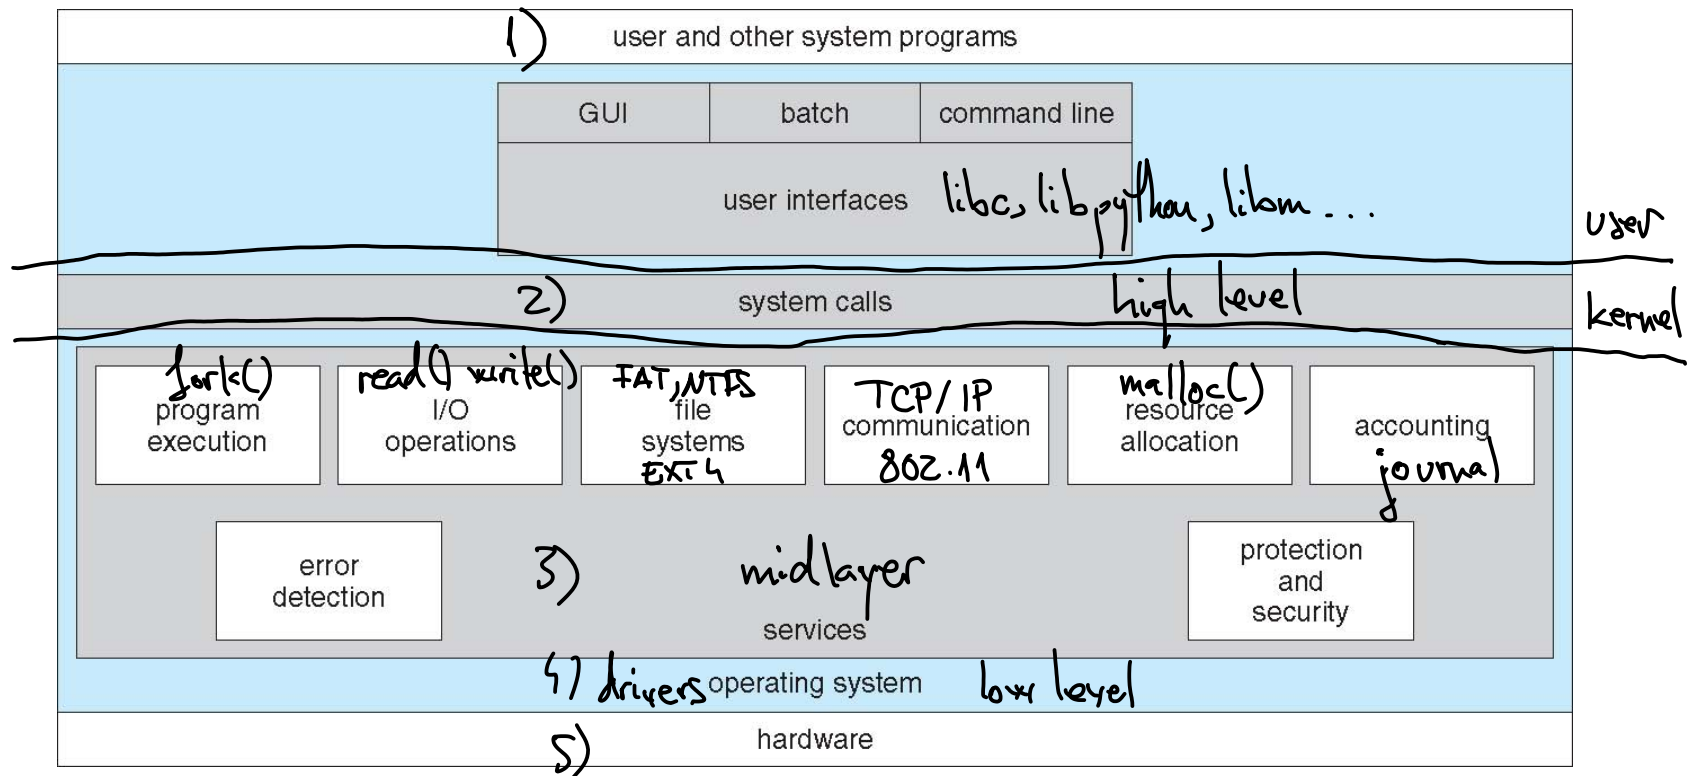 1) user and other system programs
GUI batch command line
user interfaces libc, libpython, libm ...
user
2) system calls high level
kernel
fork() read() write() FAT, NTFS TCP/IP malloc()
program execution
I/O operations
file systems
EXT4
communication
802.11
resource allocation
accounting
journal
error detection
3) midlayer
protection and security
services
4) drivers operating system low level
5) hardware